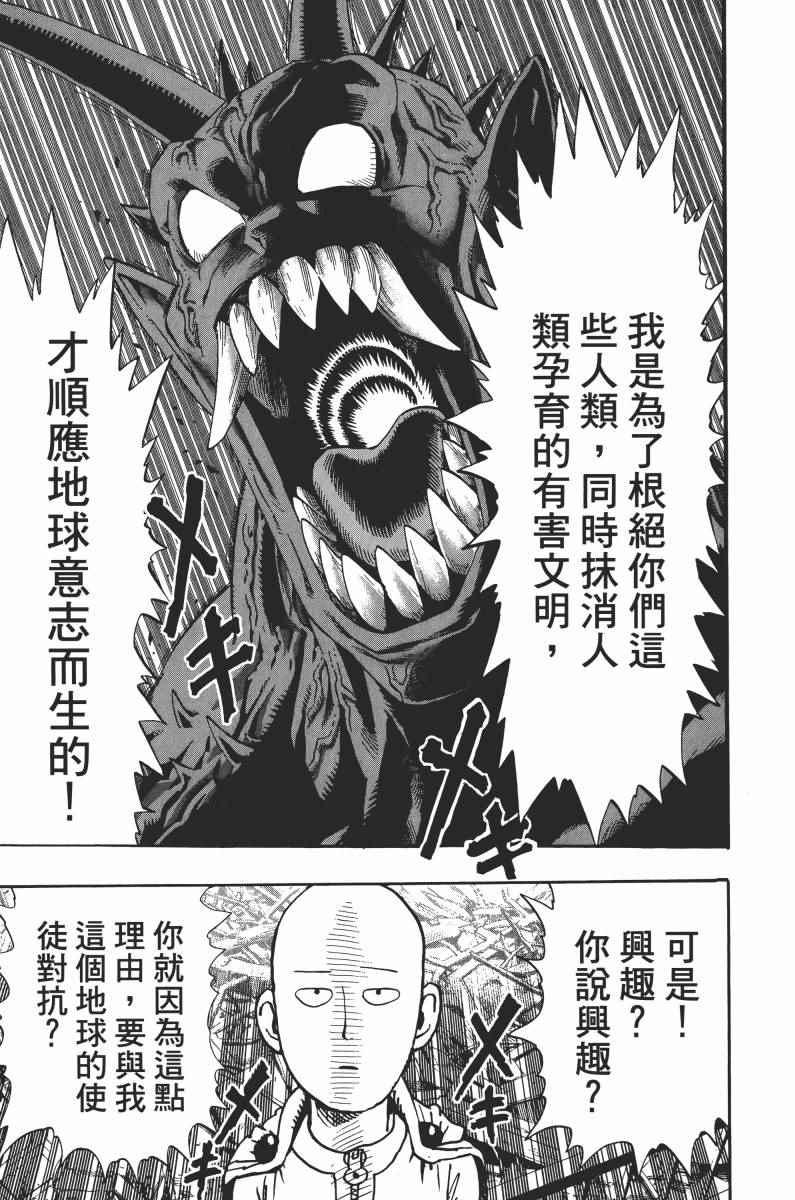 我是為了根絕你們這
些人類，同時抹消人
類孕育的有害文明，
才順應地球意志而生的！
メキ
メキ
可是！
興趣？
你說興趣？
你就因為這點
理由，要與我
這個地球的使
徒對抗？
メキ
メキ